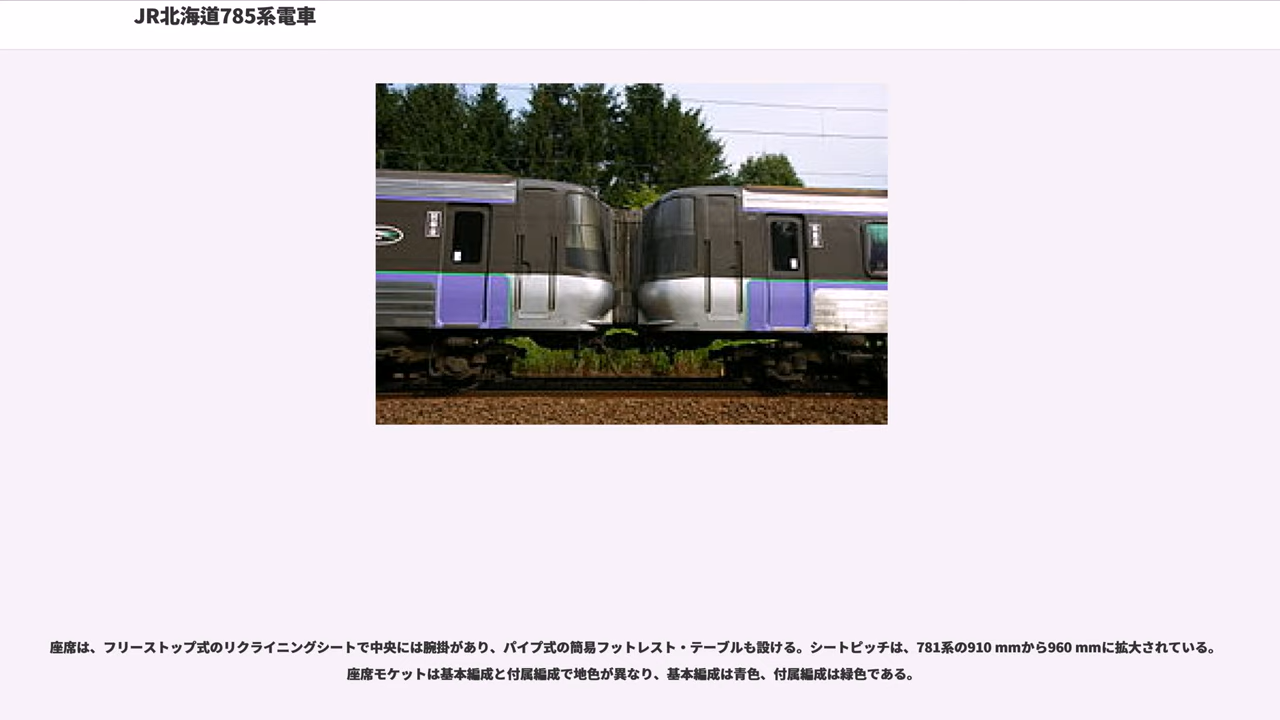 JR北海道785系電車
座席は、フリーストップ式のリクライニングシートで中央には腕掛があり、パイプ式の簡易フットレスト・テーブルも設ける。シートピッチは、781系の910 mmから960 mmに拡大されている。
座席モケットは基本編成と付属編成で地色が異なり、基本編成は青色、付属編成は緑色である。